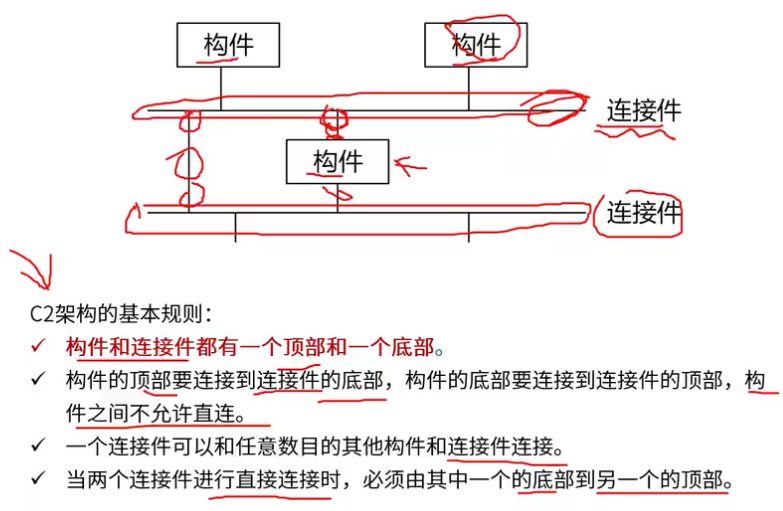 构件
构件
连接件
构件
连接件
C2架构的基本规则：
✓ 构件和连接件都有一个顶部和一个底部。
✓ 构件的顶部要连接到连接件的底部，构件的底部要连接到连接件的顶部，构
件之间不允许直连。
✓ 一个连接件可以和任意数目的其他构件和连接件连接。
✓ 当两个连接件进行直接连接时，必须由其中一个的底部到另一个的顶部。